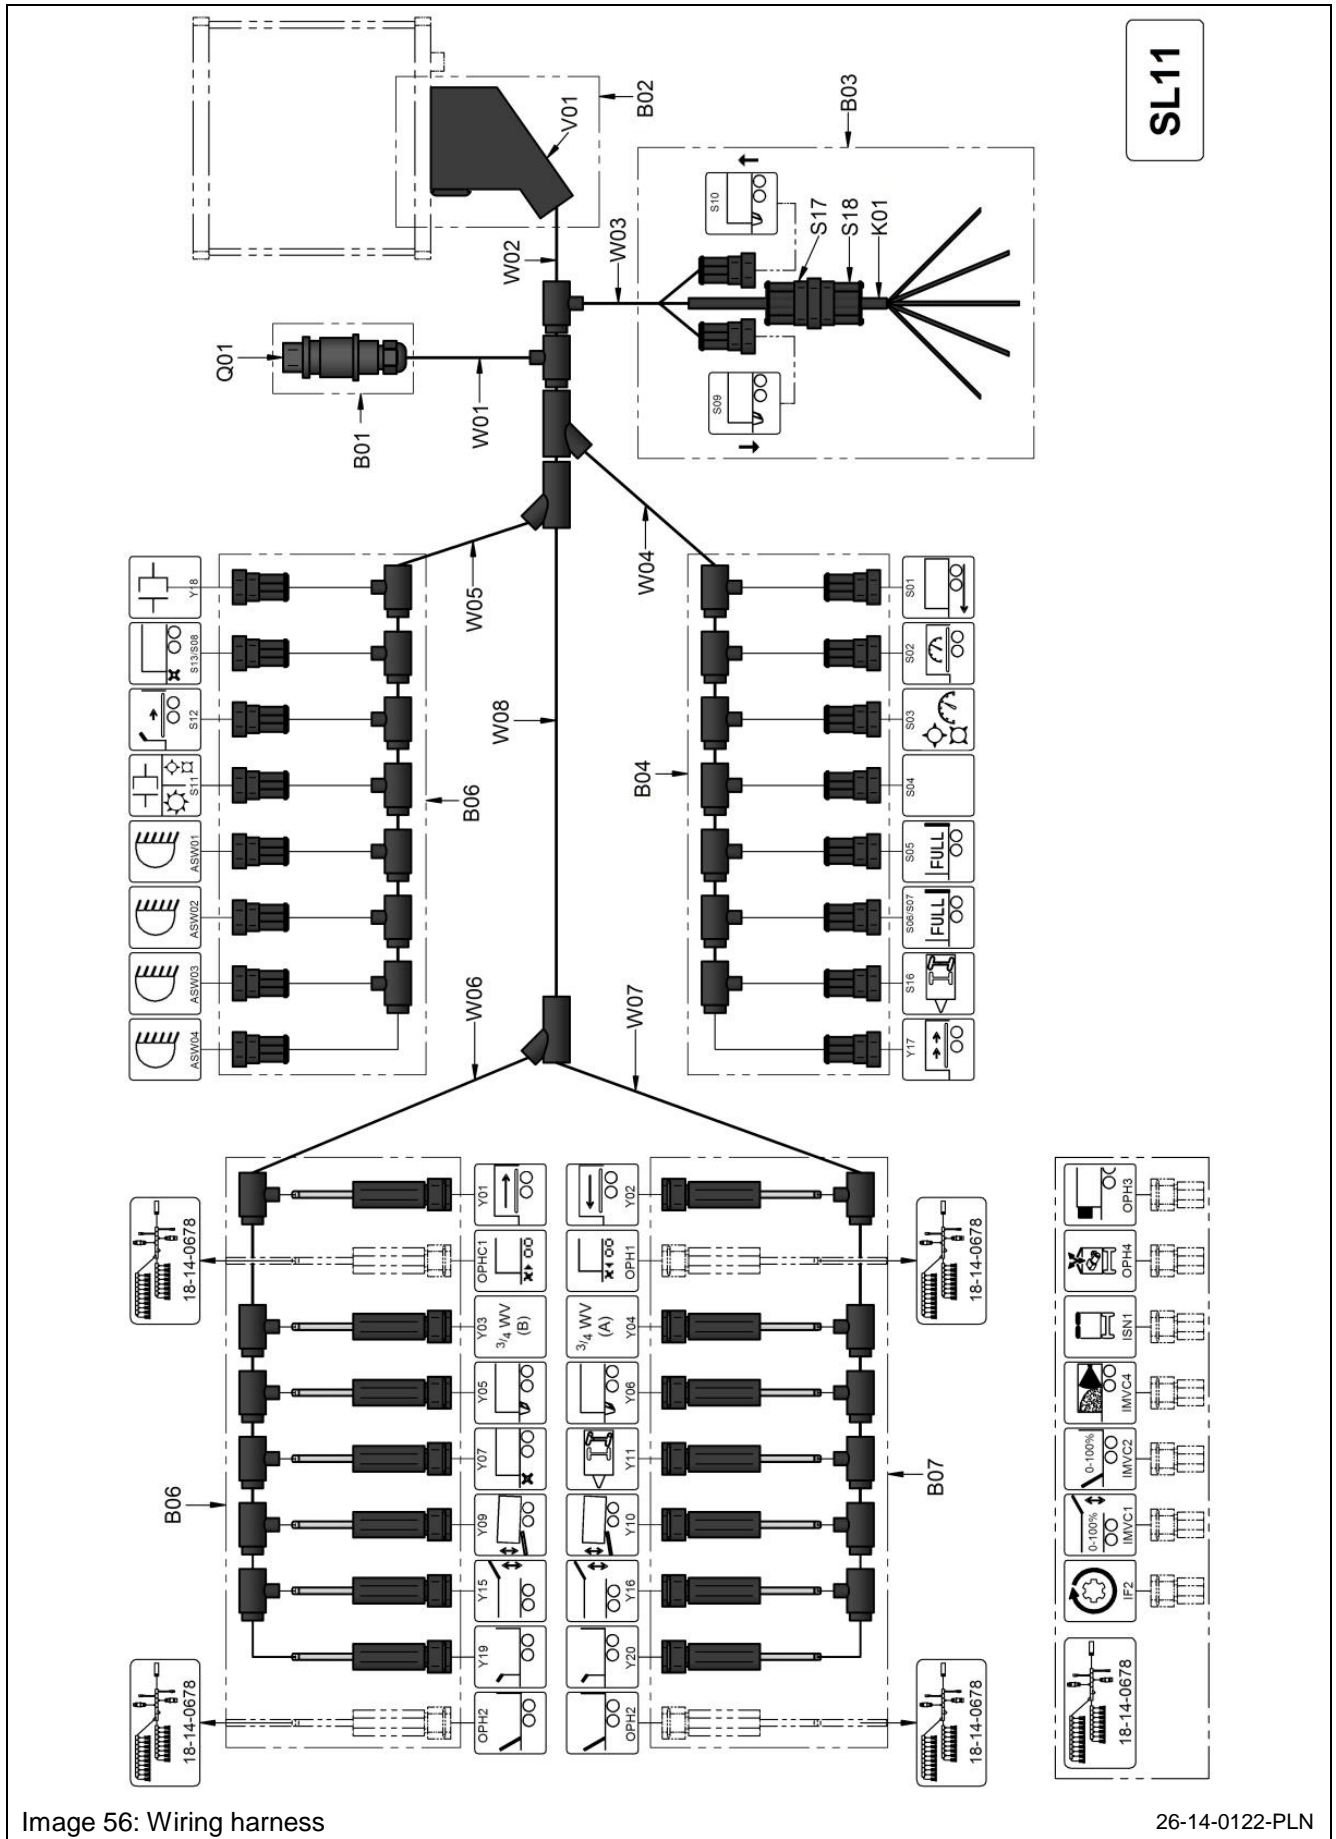 SL11
V01
B02
B03
S10
W02
W03
S17
S18
K01
S09
Q01
B01
W01
W05
W04
Y18
S13/S08
S12
S11
ASW01
ASW02
ASW03
ASW04
B06
W08
B04
S01
S02
S03
S04
S05
FULL
S06/S07
FULL
S16
Y17
W06
W07
18-14-0678
18-14-0678
Y01
OPHC1
Y03
3/4 WV
(B)
Y05
Y07
Y09
Y15
Y19
OPH2
Y02
OPH1
Y04
3/4 WV
(A)
Y06
Y11
Y10
Y16
Y20
OPH2
B06
B07
18-14-0678
18-14-0678
OPH3
OPH4
ISN1
IMVC4
0-100%
IMVC2
0-100%
IMVC1
IF2
18-14-0678
Image 56: Wiring harness
26-14-0122-PLN